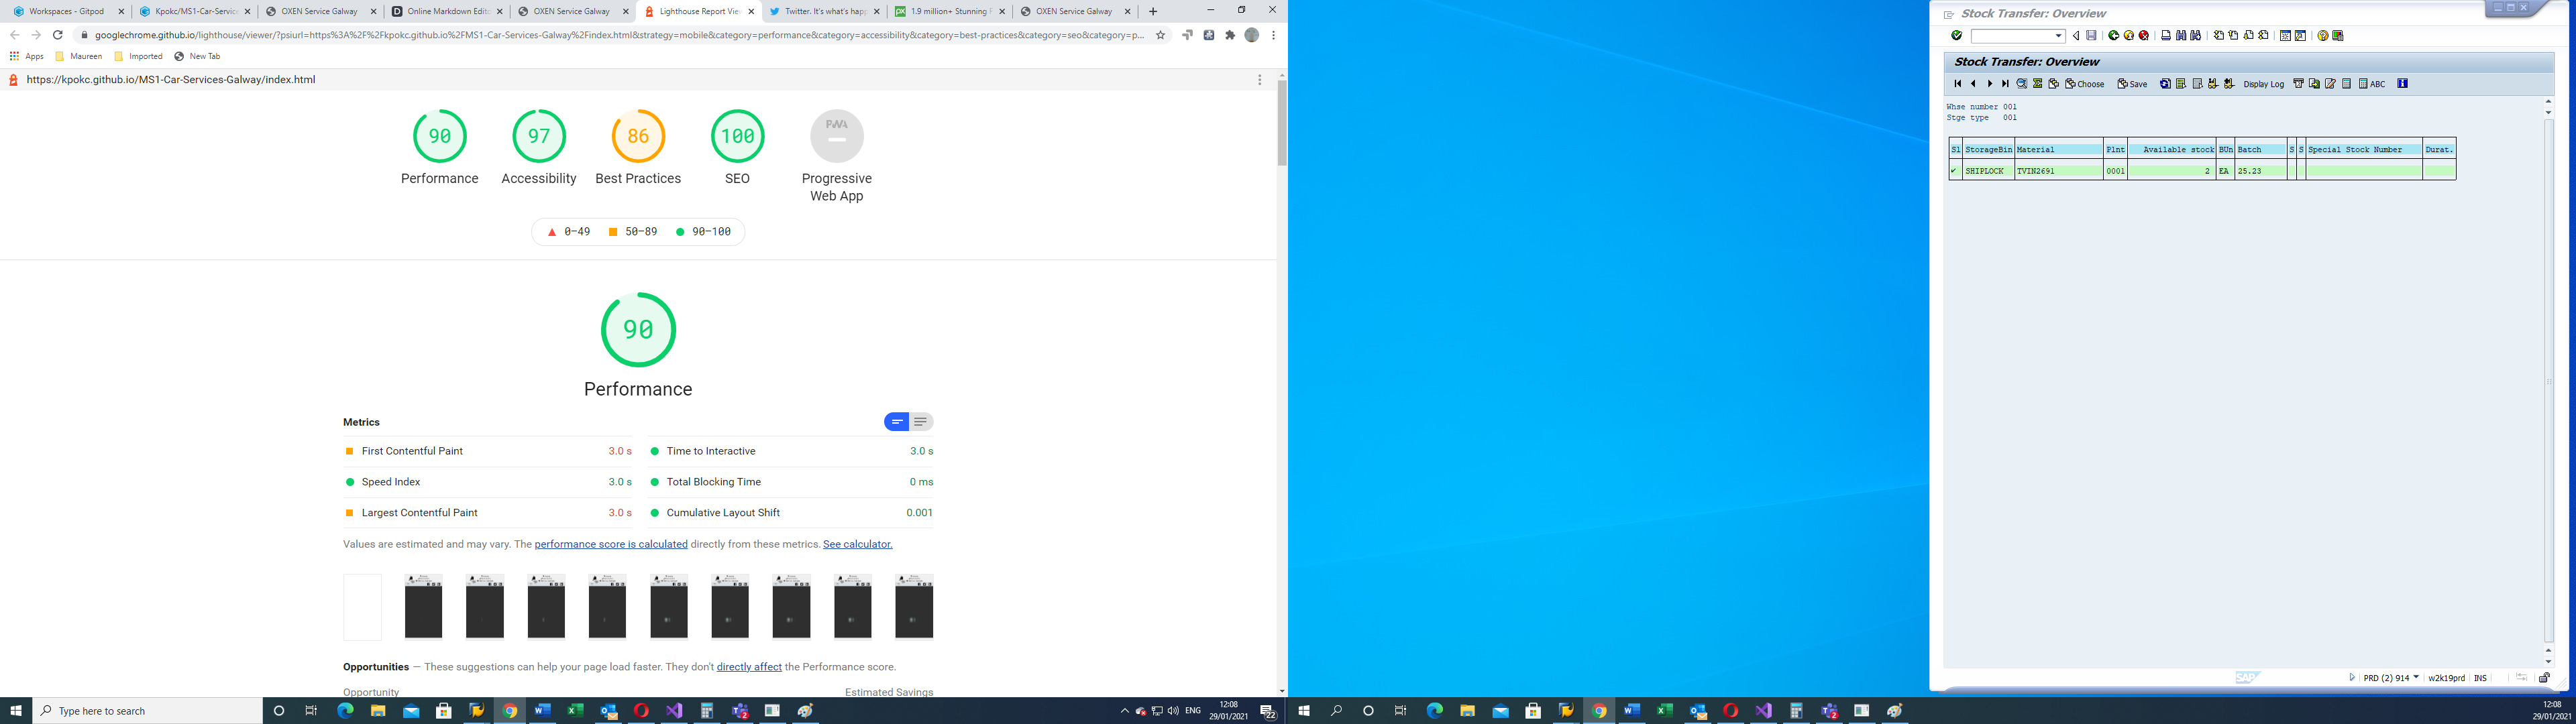 Workspaces - Gitpod
Kpokc/MS1-Car-Service
OXEN Service Galway
Online Markdown Edito
OXEN Service Galway
Lighthouse Report View
Twitter. It's what's happ
1.9 million+ Stunning F
OXEN Service Galway
googlechrome.github.io/lighthouse/viewer/?psiurl=https%3A%2F%2Fkpokc.github.io%2FMS1-Car-Services-Galway%2Findex.html&strategy=mobile&category=performance&category=accessibility&category=best-practices&category=seo&category=p...
Apps
Maureen
Imported
New Tab
https://kpokc.github.io/MS1-Car-Services-Galway/index.html
90
97
86
100
PWA
Performance
Accessibility
Best Practices
SEO
Progressive
Web App
0–49
50–89
90–100
90
Performance
Metrics
First Contentful Paint 3.0 s
Time to Interactive 3.0 s
Speed Index 3.0 s
Total Blocking Time 0 ms
Largest Contentful Paint 3.0 s
Cumulative Layout Shift 0.001
Values are estimated and may vary. The performance score is calculated directly from these metrics. See calculator.
Opportunities — These suggestions can help your page load faster. They don't directly affect the Performance score.
Opportunity Estimated Savings
Type here to search
ENG
12:08
29/01/2021
22
2
Stock Transfer: Overview
Stock Transfer: Overview
Choose
Save
Display Log
ABC
Whse number 001
Stge type 001
Sl StorageBin Material Plnt Available stock BUn Batch S S Special Stock Number Durat.
SHIPLOCK TVIN2691 0001 2 EA 25.23
SAP
PRD (2) 914
w2k19prd
INS
2
12:08
29/01/2021